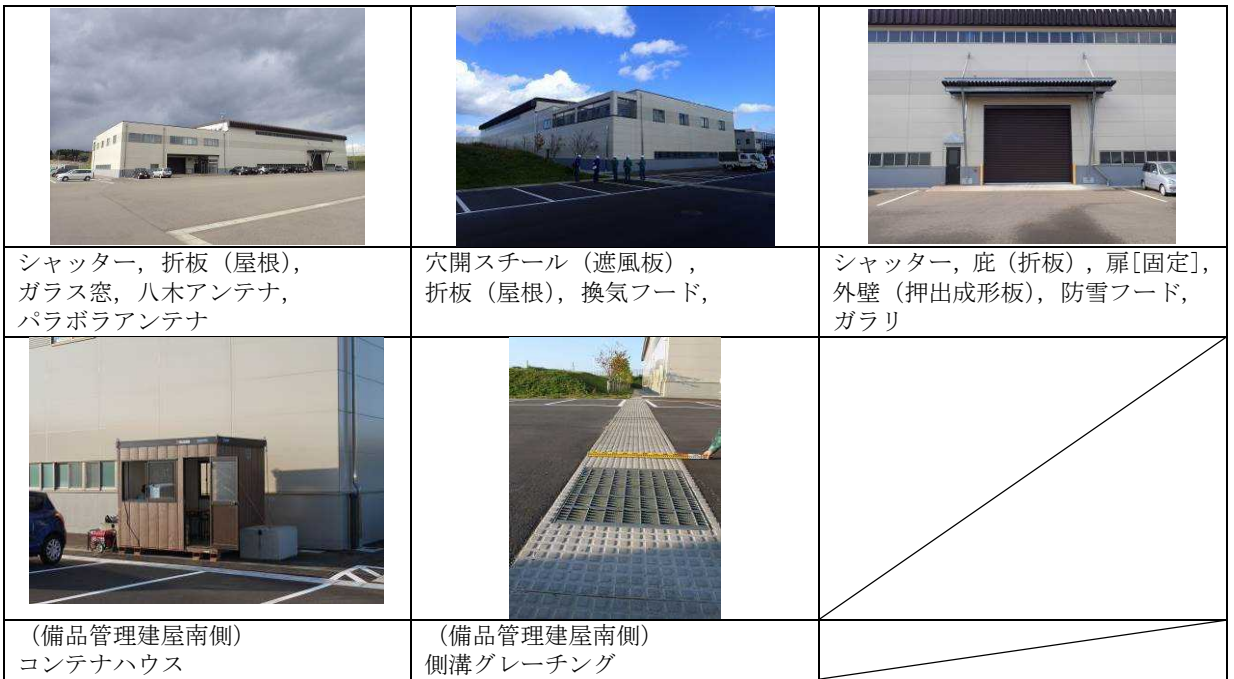 シャッター，折板（屋根），
ガラス窓，八木アンテナ，
パラボラアンテナ
穴開スチール（遮風板），
折板（屋根），換気フード，
シャッター，庇（折板），扉[固定]，
外壁（押出成形板），防雪フード，
ガラリ
（備品管理建屋南側）
コンテナハウス
（備品管理建屋南側）
側溝グレーチング